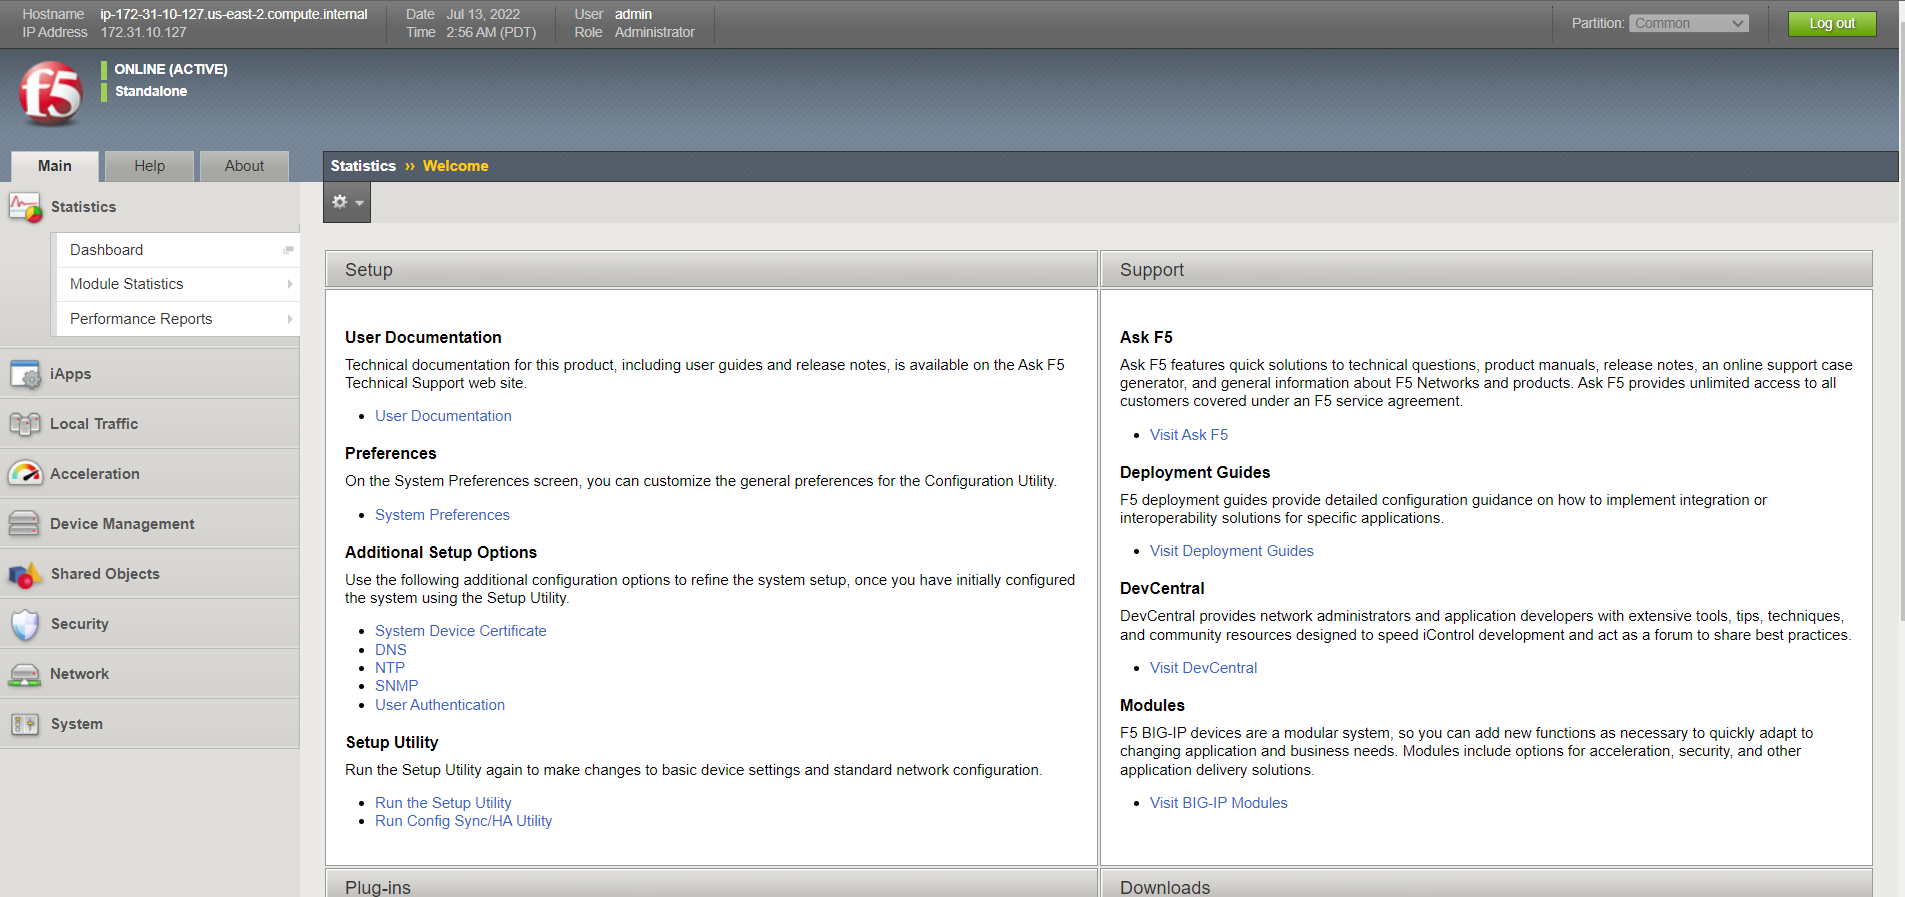 Hostname ip-172-31-10-127.us-east-2.compute.internal Date Jul 13, 2022 User admin
IP Address 172.31.10.127 Time 2:56 AM (PDT) Role Administrator
Partition: Common Log out
f5
ONLINE (ACTIVE)
Standalone
Main Help About
Statistics ›› Welcome
Statistics
Dashboard
Module Statistics
Performance Reports
iApps
Local Traffic
Acceleration
Device Management
Shared Objects
Security
Network
System
Setup
User Documentation
Technical documentation for this product, including user guides and release notes, is available on the Ask F5
Technical Support web site.
• User Documentation
Preferences
On the System Preferences screen, you can customize the general preferences for the Configuration Utility.
• System Preferences
Additional Setup Options
Use the following additional configuration options to refine the system setup, once you have initially configured
the system using the Setup Utility.
• System Device Certificate
• DNS
• NTP
• SNMP
• User Authentication
Setup Utility
Run the Setup Utility again to make changes to basic device settings and standard network configuration.
• Run the Setup Utility
• Run Config Sync/HA Utility
Support
Ask F5
Ask F5 features quick solutions to technical questions, product manuals, release notes, an online support case
generator, and general information about F5 Networks and products. Ask F5 provides unlimited access to all
customers covered under an F5 service agreement.
• Visit Ask F5
Deployment Guides
F5 deployment guides provide detailed configuration guidance on how to implement integration or
interoperability solutions for specific applications.
• Visit Deployment Guides
DevCentral
DevCentral provides network administrators and application developers with extensive tools, tips, techniques,
and community resources designed to speed iControl development and act as a forum to share best practices.
• Visit DevCentral
Modules
F5 BIG-IP devices are a modular system, so you can add new functions as necessary to quickly adapt to
changing application and business needs. Modules include options for acceleration, security, and other
application delivery solutions.
• Visit BIG-IP Modules
Plug-ins
Downloads